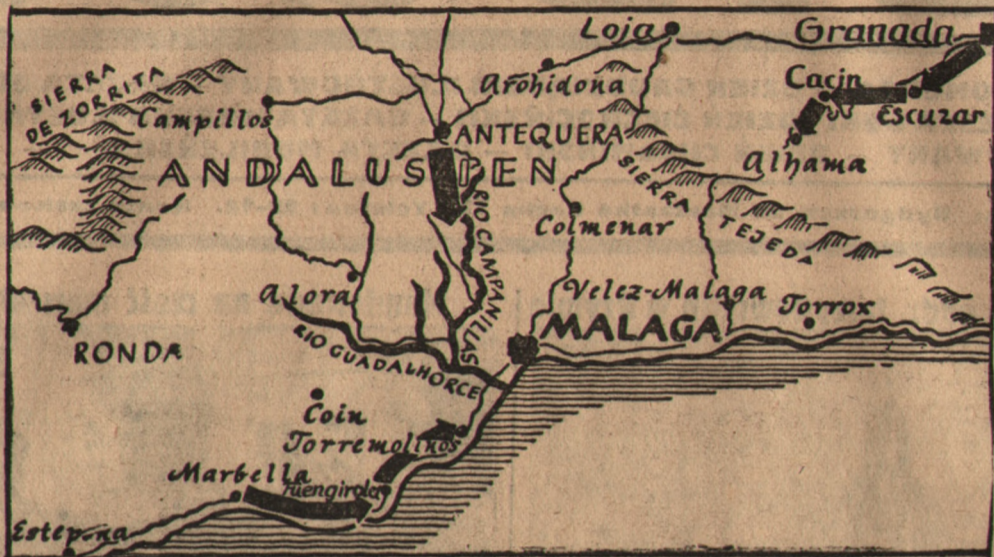 Loja
Granada
SIERRA
DE ZORRITA
Archidona
Cacin
Escuzar
Campillos
ANTEQUERA
Alhama
ANDALUSIEN
SIERRA
TEJEDA
RIO CAMPANILLAS
Colmenar
Alora
Velez-Malaga
Torrox
MALAGA
RONDA
RIO GUADALHORCE
Coin
Torremolinos
Marbella
Fuengirola
Estepona